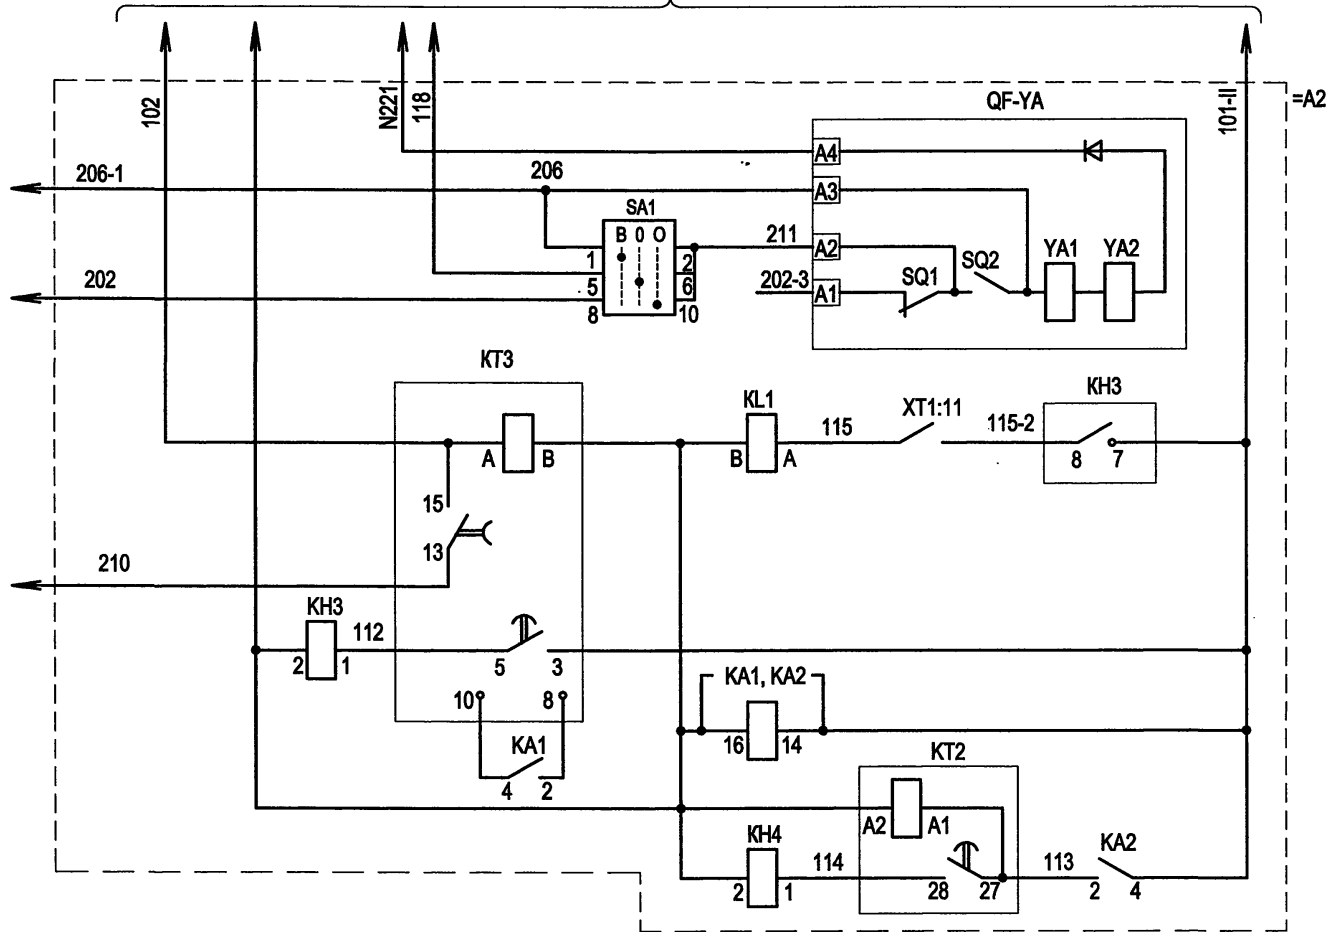 =A2
102
N221
118
101-II
QF-YA
A4
206-1
206
A3
SA1
В 0 О
211
A2
YA1
YA2
1
2
SQ2
202
5
6
202-3
A1
SQ1
8
10
KT3
KL1
XT1:11
KH3
115
115-2
A
B
B
A
8
7
15
13
210
KH3
112
2
1
5
3
KA1, KA2
10
8
16
14
KA1
KT2
4
2
A2
A1
KH4
114
113
KA2
2
1
28
27
2
4